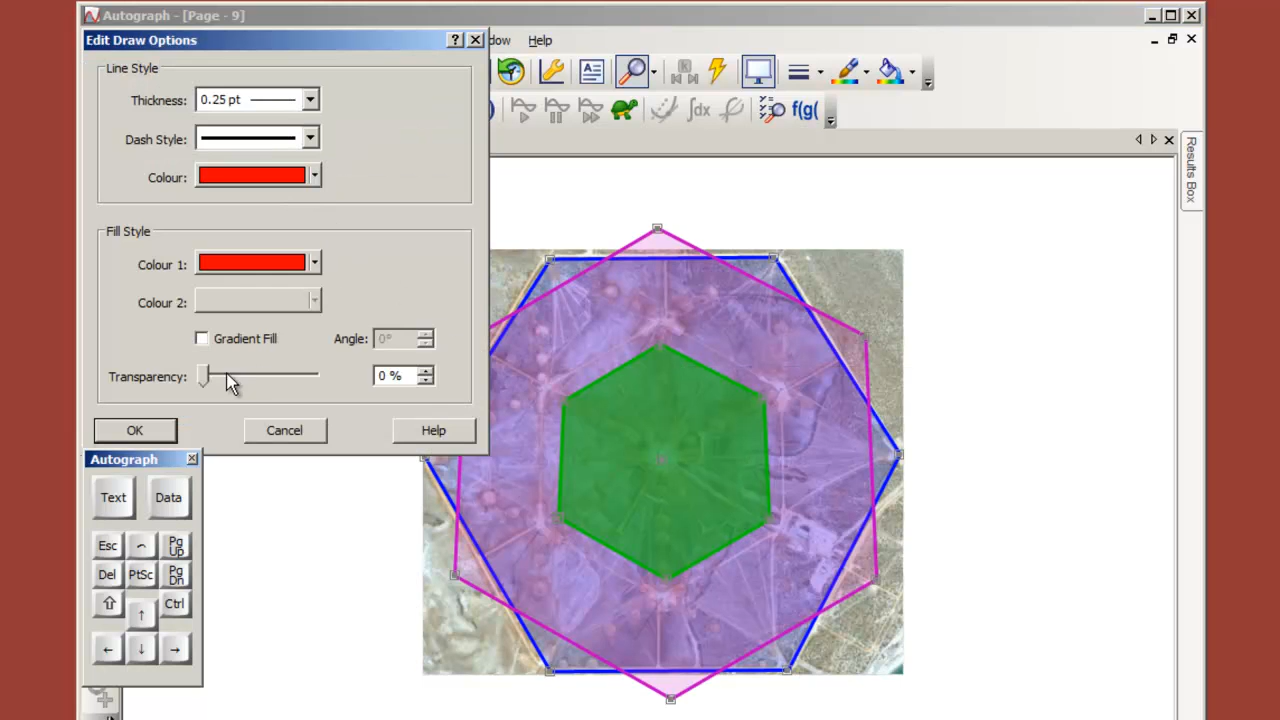 Autograph - [Page - 9]
Edit Draw Options
?
dow Help
Line Style
Thickness: 0.25 pt
Dash Style:
Colour:
f(g(
Fill Style
Colour 1:
Colour 2:
Gradient Fill Angle: 0°
Transparency: 0 %
OK Cancel Help
Results Box
Autograph
Text Data
Esc Pg Up
Del PtSc Pg Dn
Ctrl